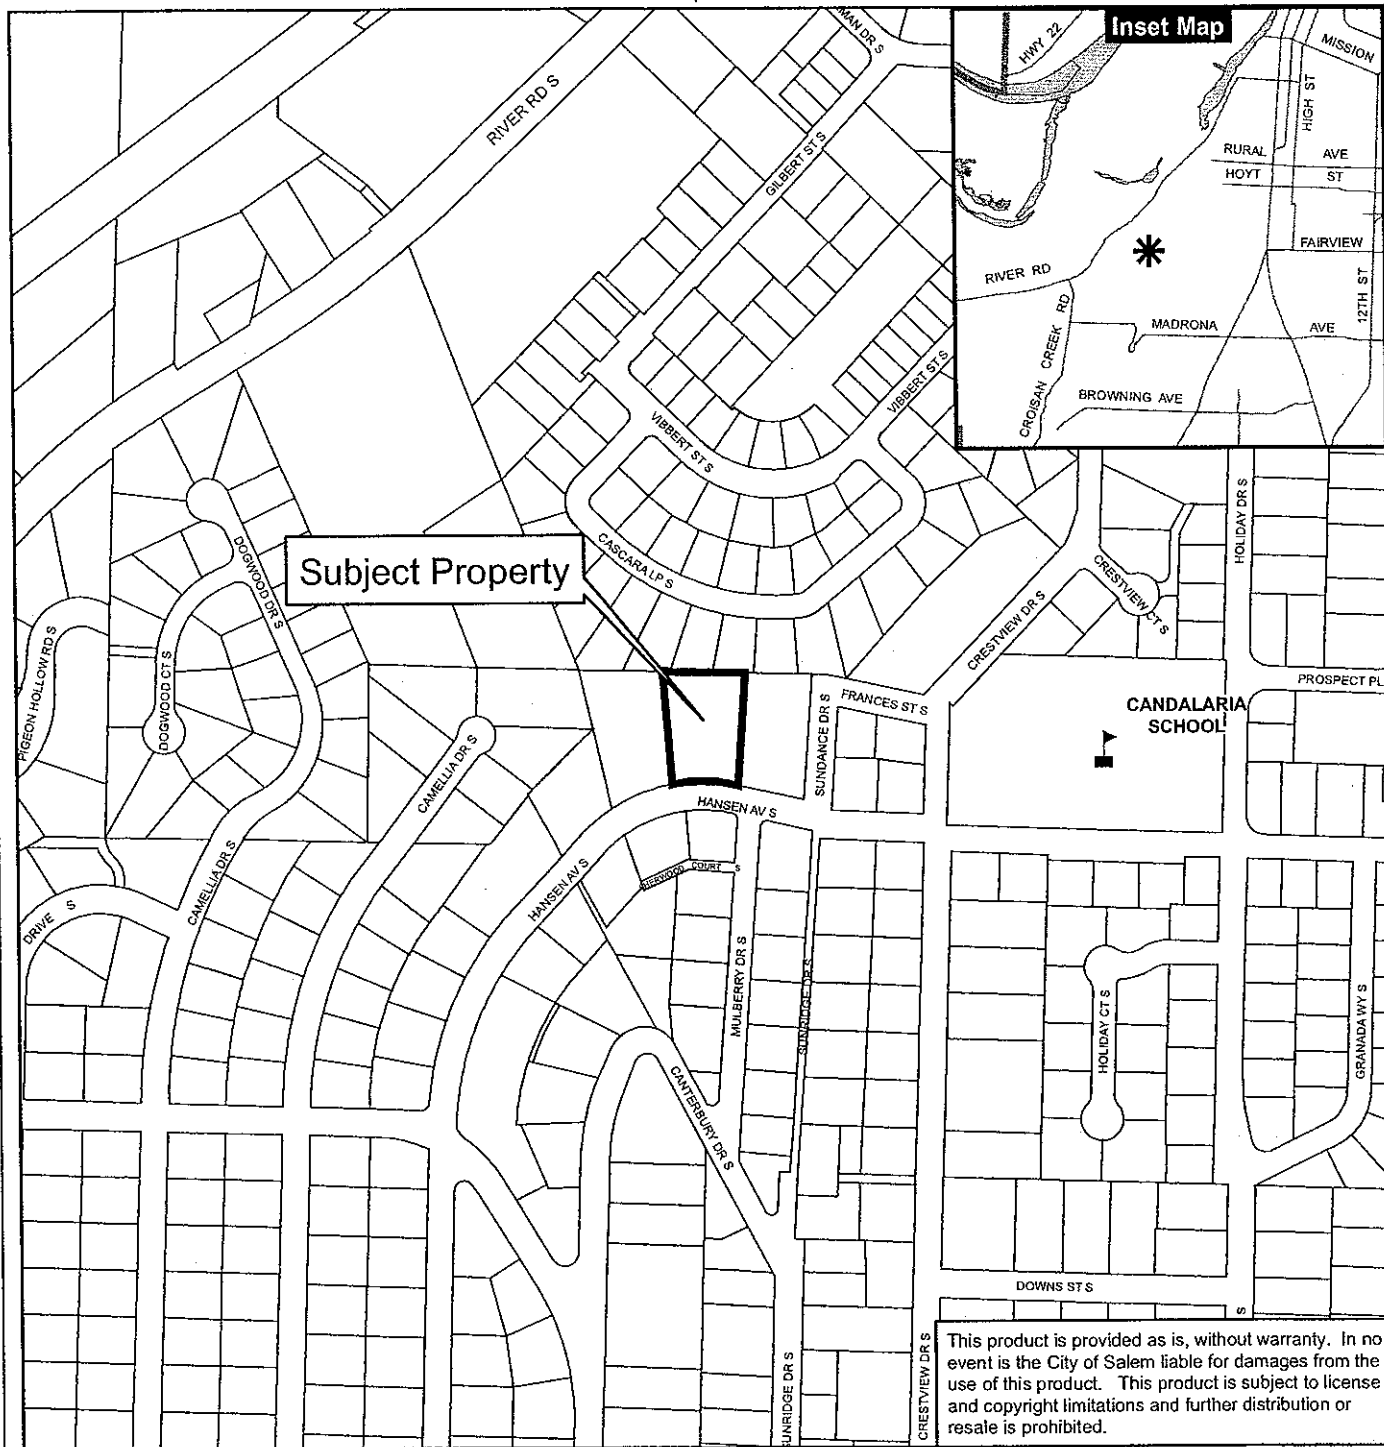 Inset Map
HWY 22
MISSION
HIGH ST
RURAL AVE
HOYT ST
FAIRVIEW
12TH ST
RIVER RD
CROISAN CREEK RD
MADRONA AVE
BROWNING AVE
MAN DR S
RIVER RD S
GILBERT ST S
VIBBERT ST S
VIBBERT ST S
CASCARA LP S
HOLIDAY DR S
CRESTVIEW CT S
CRESTVIEW DR S
PROSPECT PL
DOGWOOD DR S
DOGWOOD CT S
PIGEON HOLLOW RD S
Subject Property
FRANCES ST S
SUNDANCE DR S
CANDALARIA
SCHOOL
CAMELLIA DR S
HANSEN AV S
HANSEN AV S
CAMELLIA DR S
COURT S
DRIVE S
MULBERRY DR S
SUNRIDGE DR S
HOLIDAY CT S
GRANADA WY S
CANTERBURY DR S
DOWNS ST S
S
CRESTVIEW DR S
UNRIDGE DR S
This product is provided as is, without warranty. In no
event is the City of Salem liable for damages from the
use of this product. This product is subject to license
and copyright limitations and further distribution or
resale is prohibited.